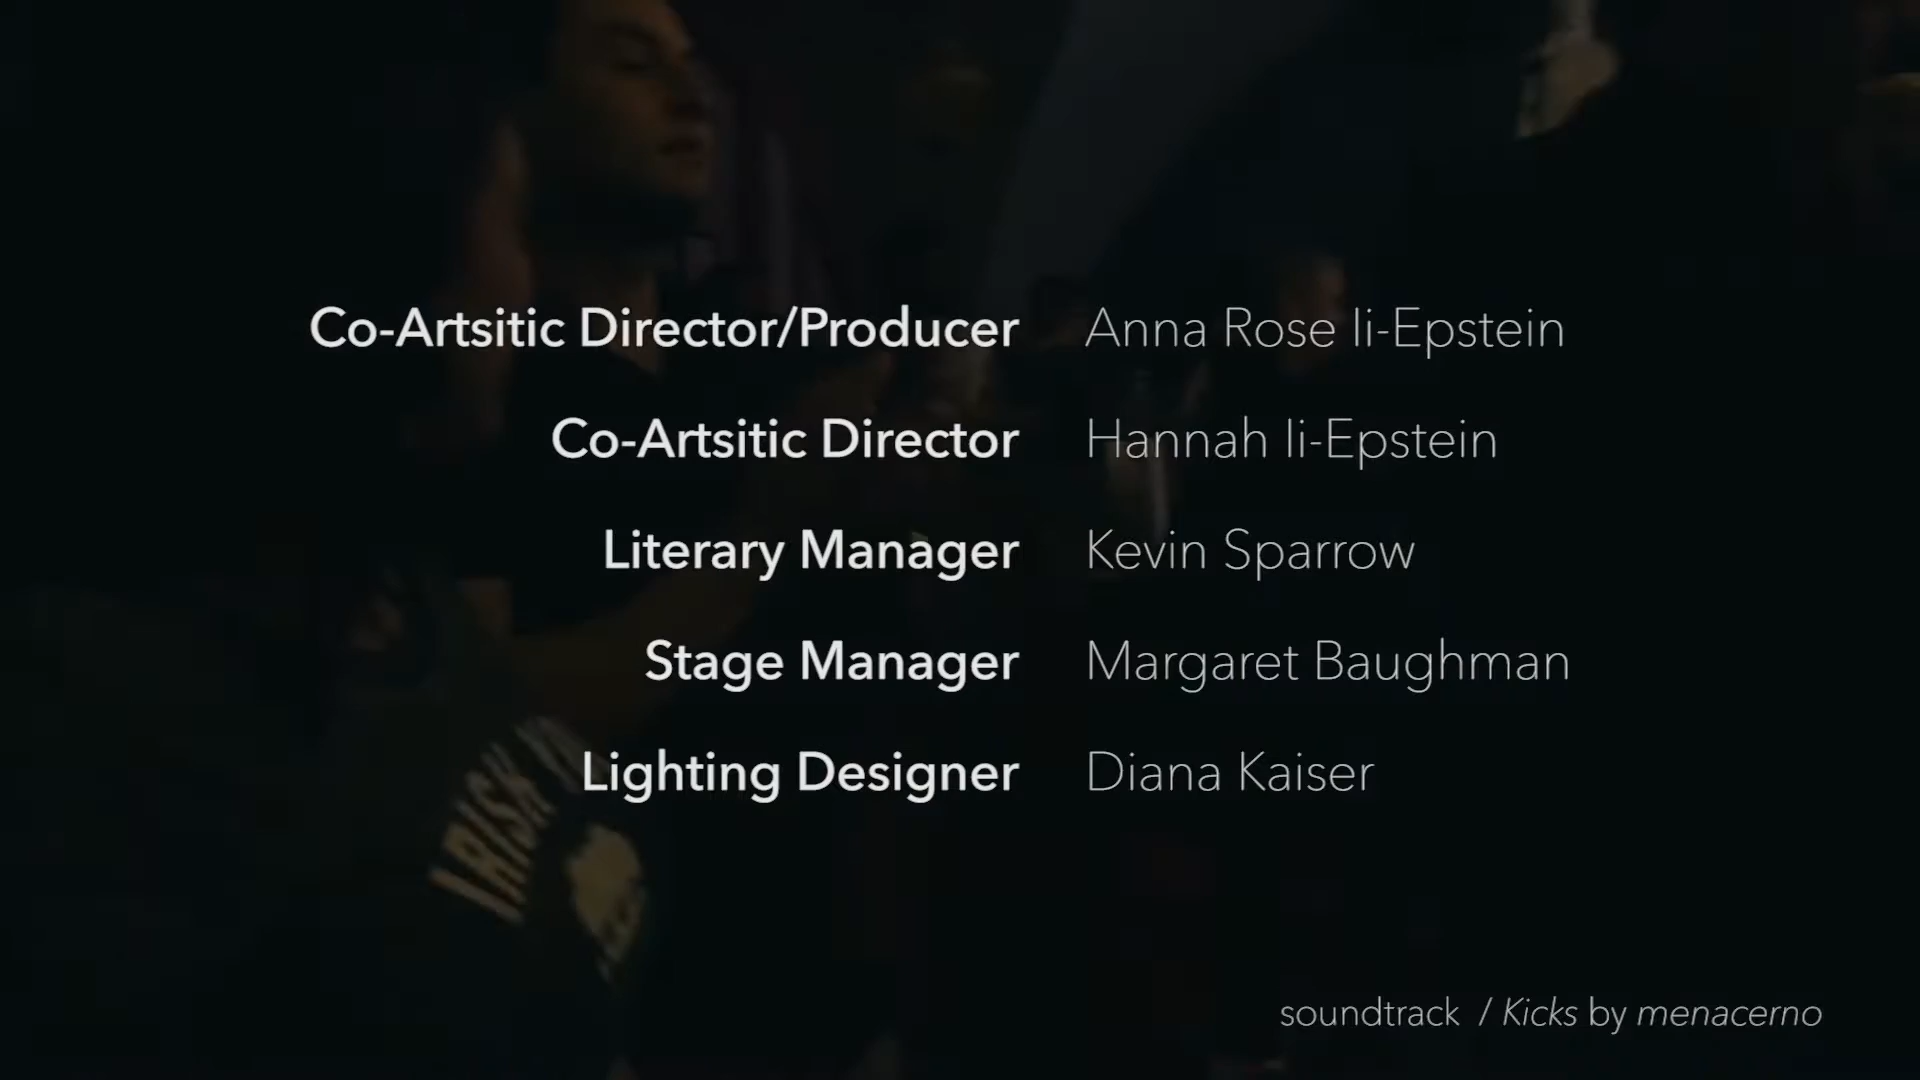 Co-Artsitic Director/Producer Anna Rose Ii-Epstein
Co-Artsitic Director Hannah Ii-Epstein
Literary Manager Kevin Sparrow
Stage Manager Margaret Baughman
Lighting Designer Diana Kaiser
soundtrack / Kicks by menacerno